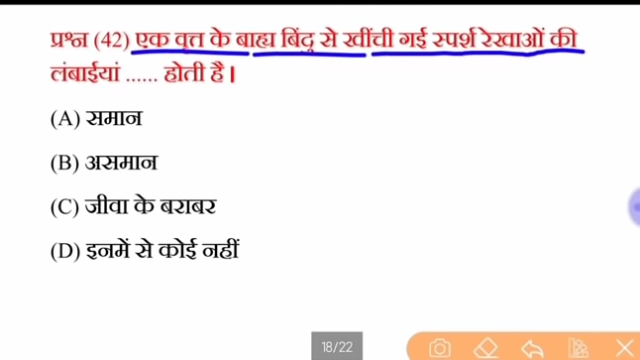 प्रश्न (42) एक वृत्त के बाह्य बिंदु से खींची गई स्पर्श रेखाओं की
लंबाईयां ...... होती है।
(A) समान
(B) असमान
(C) जीवा के बराबर
(D) इनमें से कोई नहीं
18/22